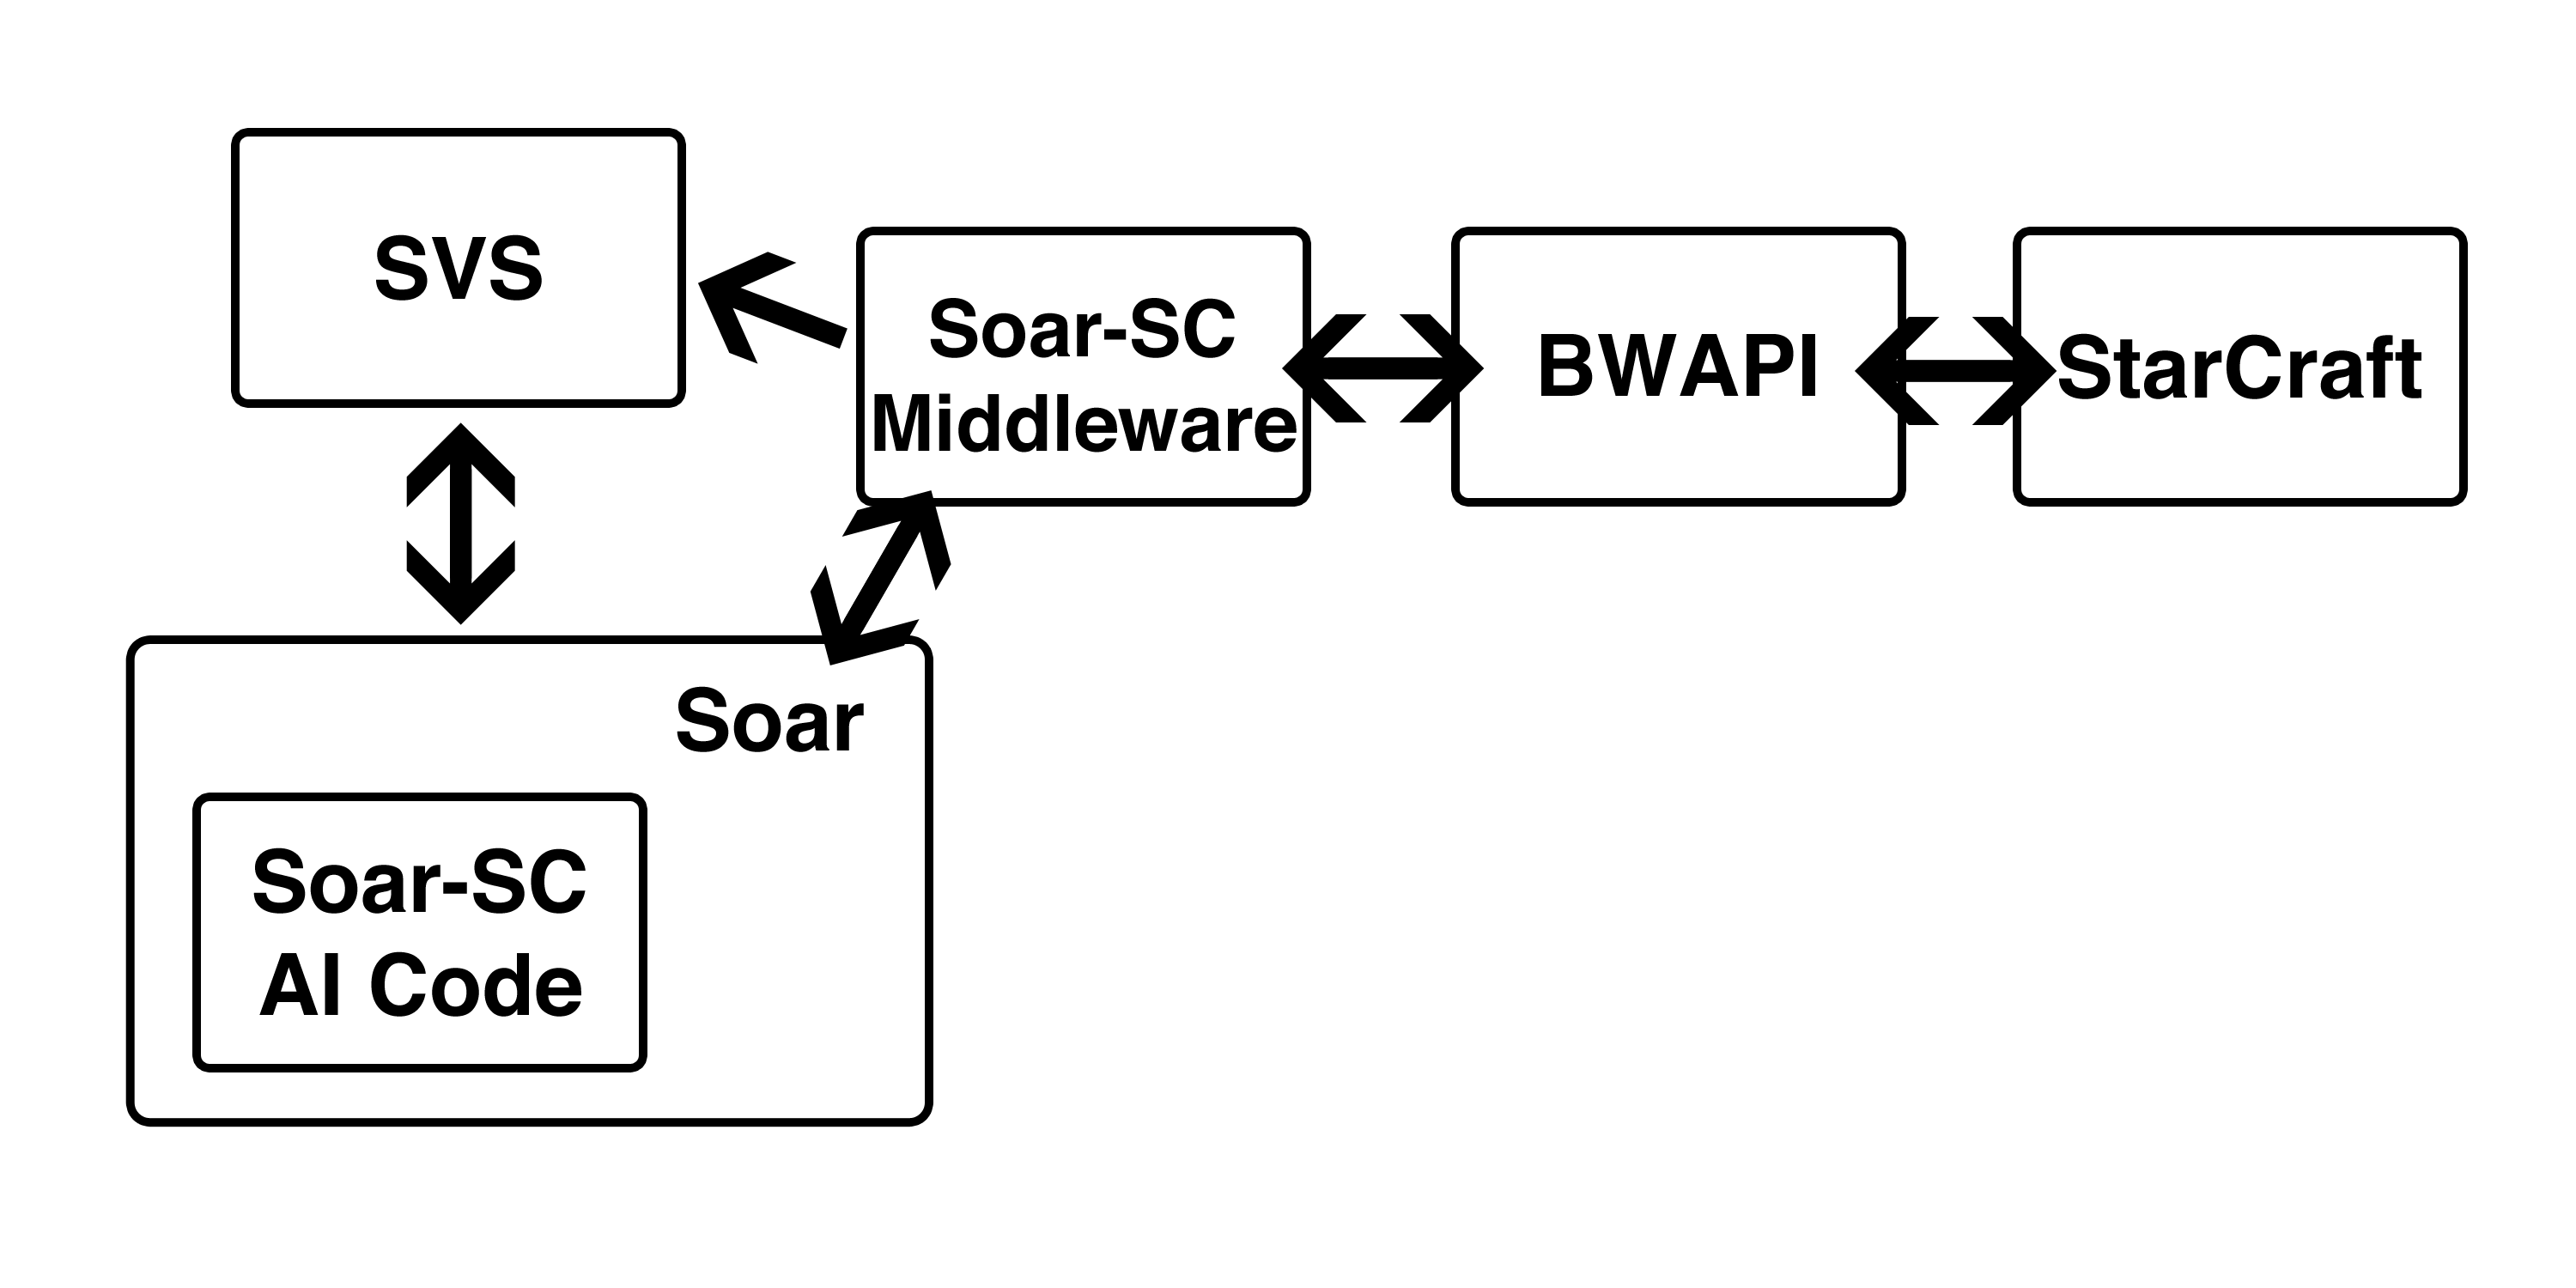 SVS
Soar-SC
Middleware
BWAPI
StarCraft
Soar
Soar-SC
AI Code